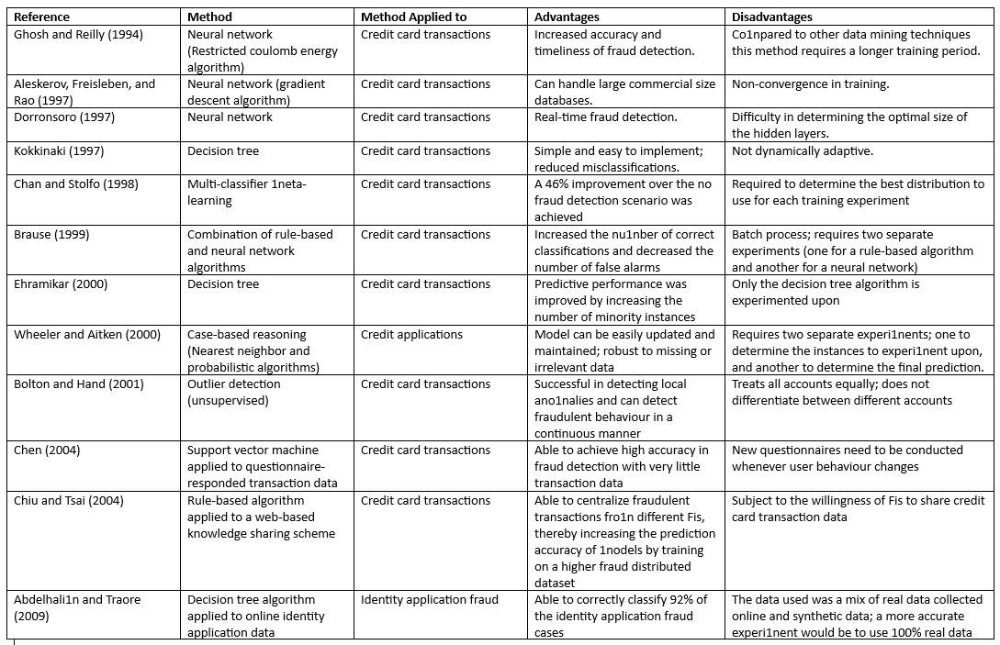 Reference Method Method Applied to Advantages Disadvantages
Ghosh and Reilly (1994) Neural network Credit card transactions Increased accuracy and Co1npared to other data mining techniques
(Restricted coulomb energy timeliness of fraud detection. this method requires a longer training period.
algorithm)
Aleskerov, Freisleben, and Neural network (gradient Credit card transactions Can handle large commercial size Non-convergence in training.
Rao (1997) descent algorithm) databases.
Dorronsoro (1997) Neural network Credit card transactions Real-time fraud detection. Difficulty in determining the optimal size of
the hidden layers.
Kokkinaki (1997) Decision tree Credit card transactions Simple and easy to implement; Not dynamically adaptive.
reduced misclassifications.
Chan and Stolfo (1998) Multi-classifier 1neta- Credit card transactions A 46% improvement over the no Required to determine the best distribution to
learning fraud detection scenario was use for each training experiment
achieved
Brause (1999) Combination of rule-based Credit card transactions Increased the nu1nber of correct Batch process; requires two separate
and neural network classifications and decreased the experiments (one for a rule-based algorithm
algorithms number of false alarms and another for a neural network)
Ehramikar (2000) Decision tree Credit card transactions Predictive performance was Only the decision tree algorithm is
improved by increasing the experimented upon
number of minority instances
Wheeler and Aitken (2000) Case-based reasoning Credit applications Model can be easily updated and Requires two separate experi1nents; one to
(Nearest neighbor and maintained; robust to missing or determine the instances to experi1nent upon,
probabilistic algorithms) irrelevant data and another to determine the final prediction.
Bolton and Hand (2001) Outlier detection Credit card transactions Successful in detecting local Treats all accounts equally; does not
(unsupervised) ano1nalies and can detect differentiate between different accounts
fraudulent behaviour in a
continuous manner
Chen (2004) Support vector machine Credit card transactions Able to achieve high accuracy in New questionnaires need to be conducted
applied to questionnaire- fraud detection with very little whenever user behaviour changes
responded transaction data transaction data
Chiu and Tsai (2004) Rule-based algorithm Credit card transactions Able to centralize fraudulent Subject to the willingness of Fis to share credit
applied to a web-based transactions fro1n different Fis, card transaction data
knowledge sharing scheme thereby increasing the prediction
accuracy of 1nodels by training
on a higher fraud distributed
dataset
Abdelhali1n and Traore Decision tree algorithm Identity application fraud Able to correctly classify 92% of The data used was a mix of real data collected
(2009) applied to online identity the identity application fraud online and synthetic data; a more accurate
application data cases experi1nent would be to use 100% real data